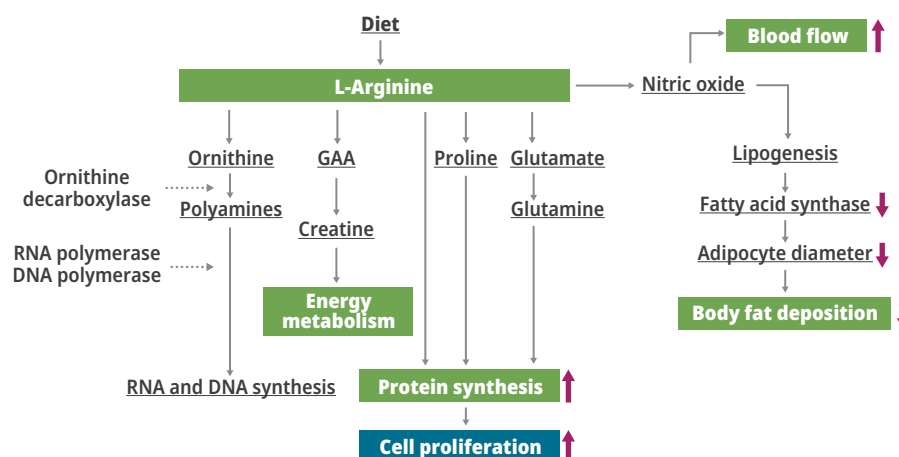 Diet
Blood flow
L-Arginine
Nitric oxide
Ornithine
GAA
Proline
Glutamate
Lipogenesis
Ornithine
decarboxylase
Polyamines
Glutamine
Fatty acid synthase
Creatine
RNA polymerase
DNA polymerase
Adipocyte diameter
Energy
metabolism
Body fat deposition
RNA and DNA synthesis
Protein synthesis
Cell proliferation